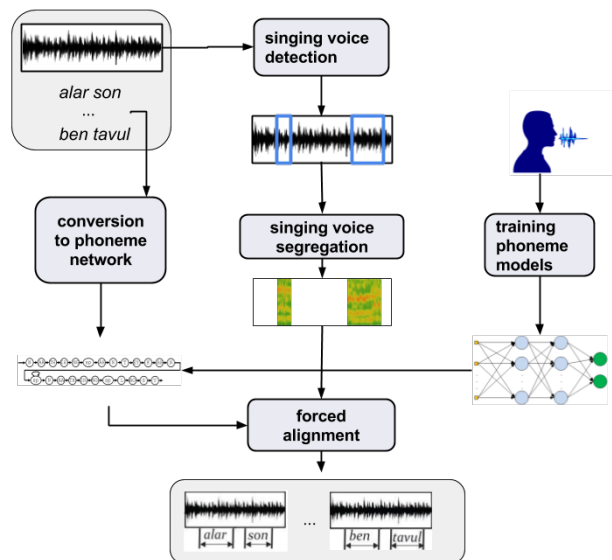 singing voice
detection
alar son
...
ben tavul
conversion
to phoneme
network
singing voice
segregation
training
phoneme
models
forced
alignment
...
alar
son
ben
tavul